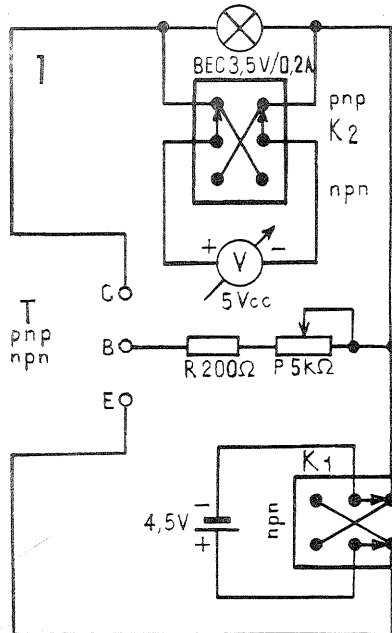 1
BEC 3,5V/0,2A
pnp
K2
npn
+ V -
5Vcc
C
T
pnp
npn
B
R 200Ω
P 5kΩ
E
K1
4,5V
-
+
npn